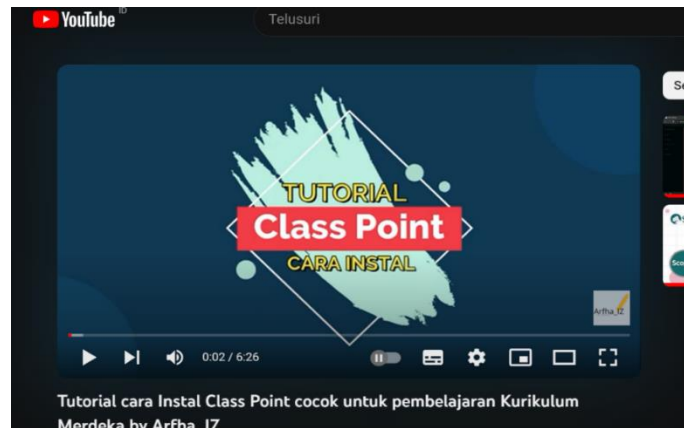 YouTube ID
Telusuri
Se
TUTORIAL
Class Point
CARA INSTAL
Arfha_IZ
0:02 / 6:26
Tutorial cara Instal Class Point cocok untuk pembelajaran Kurikulum
Merdeka by Arfha_IZ